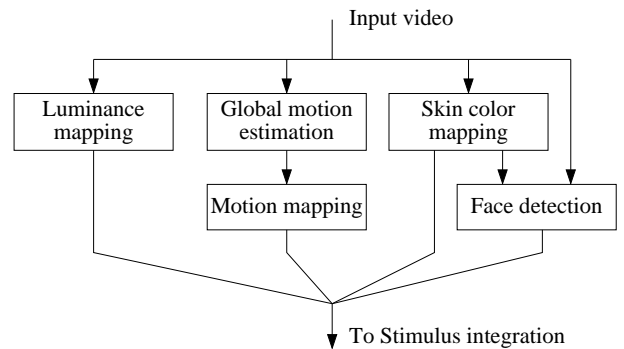 Input video
Luminance
mapping
Global motion
estimation
Skin color
mapping
Motion mapping
Face detection
To Stimulus integration